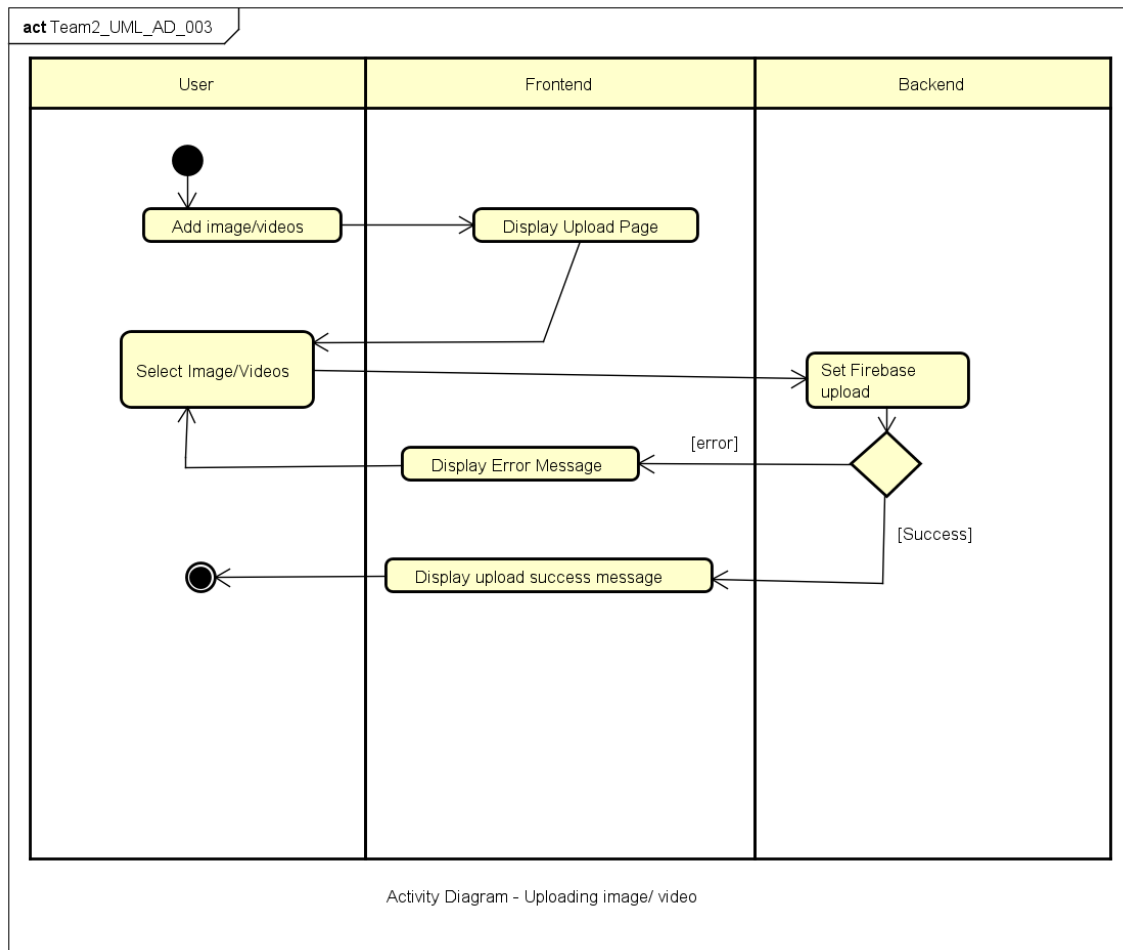 act Team2_UML_AD_003
User
Frontend
Backend
Add image/videos
Display Upload Page
Select Image/Videos
Set Firebase
upload
[error]
Display Error Message
[Success]
Display upload success message
Activity Diagram - Uploading image/ video